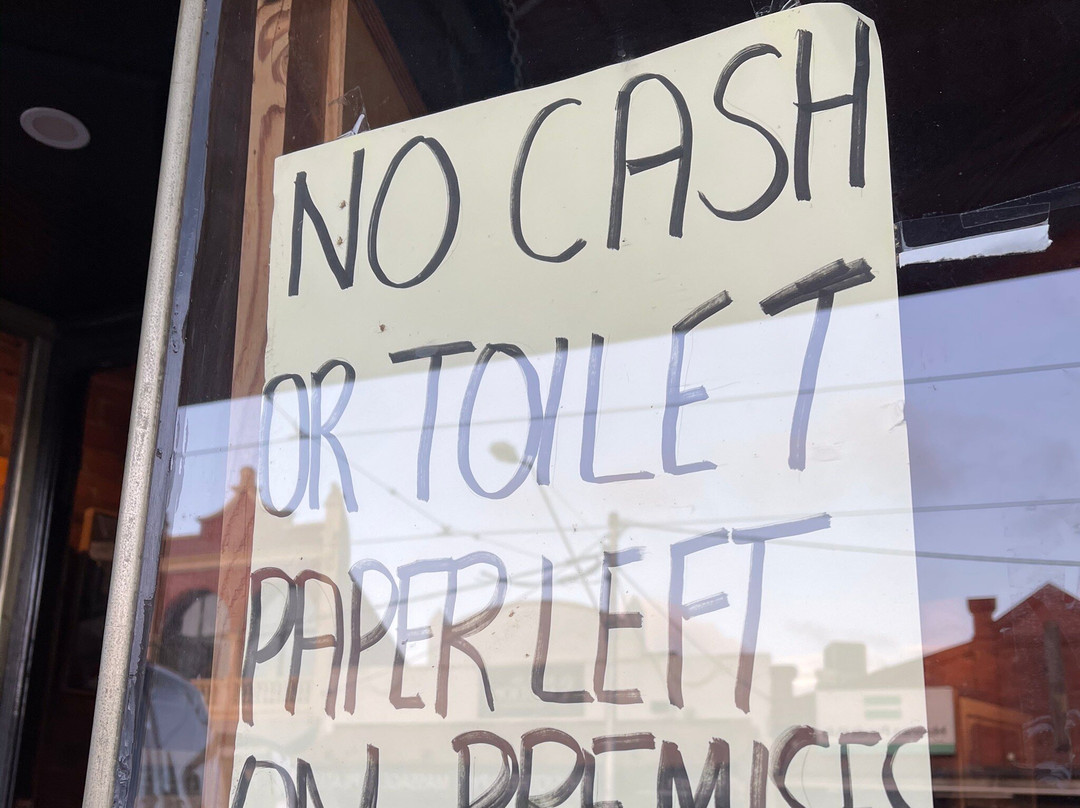 NO CASH
OR TOILET
PAPER LEFT
ON PREMISES